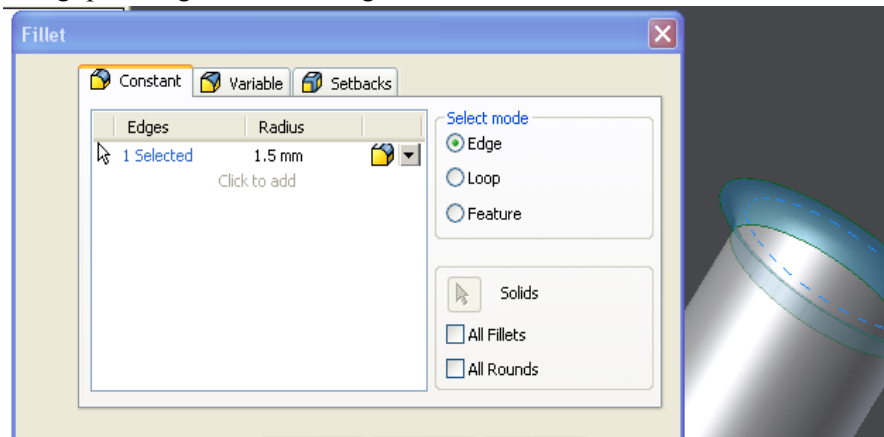 Fillet
Constant Variable Setbacks
Edges Radius
1 Selected 1.5 mm
Click to add
Select mode
Edge
Loop
Feature
Solids
All Fillets
All Rounds